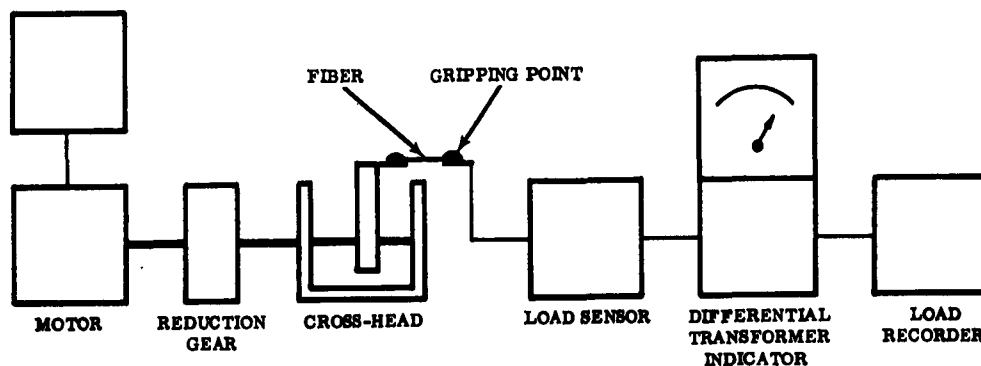 FIBER
GRIPPING POINT
MOTOR
REDUCTION
GEAR
CROSS-HEAD
LOAD SENSOR
DIFFERENTIAL
TRANSFORMER
INDICATOR
LOAD
RECORDER